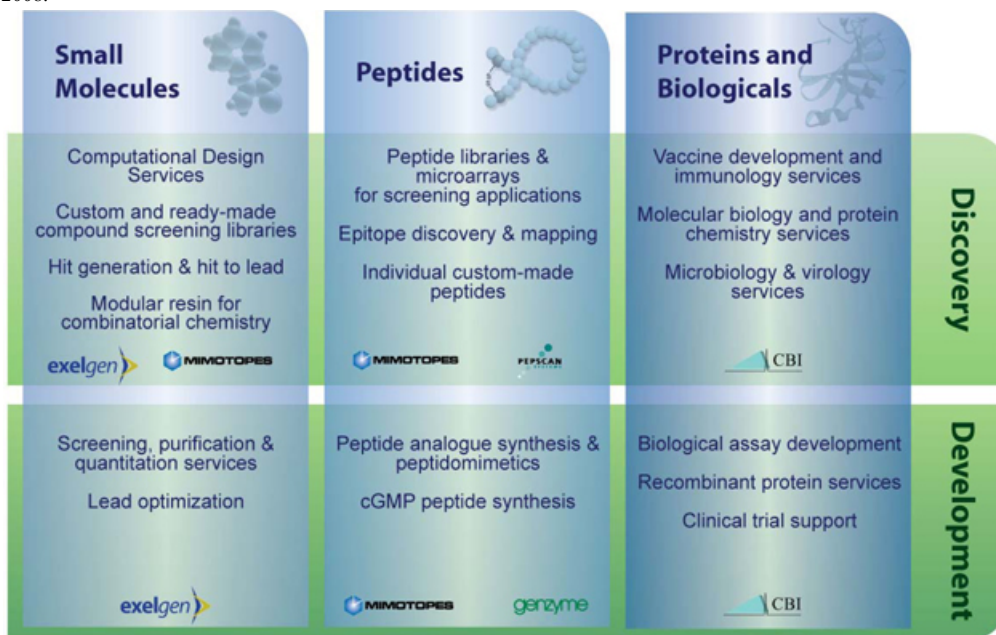 Small
Molecules
Peptides
Proteins and
Biologicals
Computational Design
Services
Custom and ready-made
compound screening libraries
Hit generation & hit to lead
Modular resin for
combinatorial chemistry
exelgen
MIMOTOPES
Peptide libraries &
microarrays
for screening applications
Epitope discovery & mapping
Individual custom-made
peptides
MIMOTOPES
PEPSCAN
SYSTEMS
Vaccine development and
immunology services
Molecular biology and protein
chemistry services
Microbiology & virology
services
CBI
Discovery
Screening, purification &
quantitation services
Lead optimization
exelgen
Peptide analogue synthesis &
peptidomimetics
cGMP peptide synthesis
MIMOTOPES
genzyme
Biological assay development
Recombinant protein services
Clinical trial support
CBI
Development